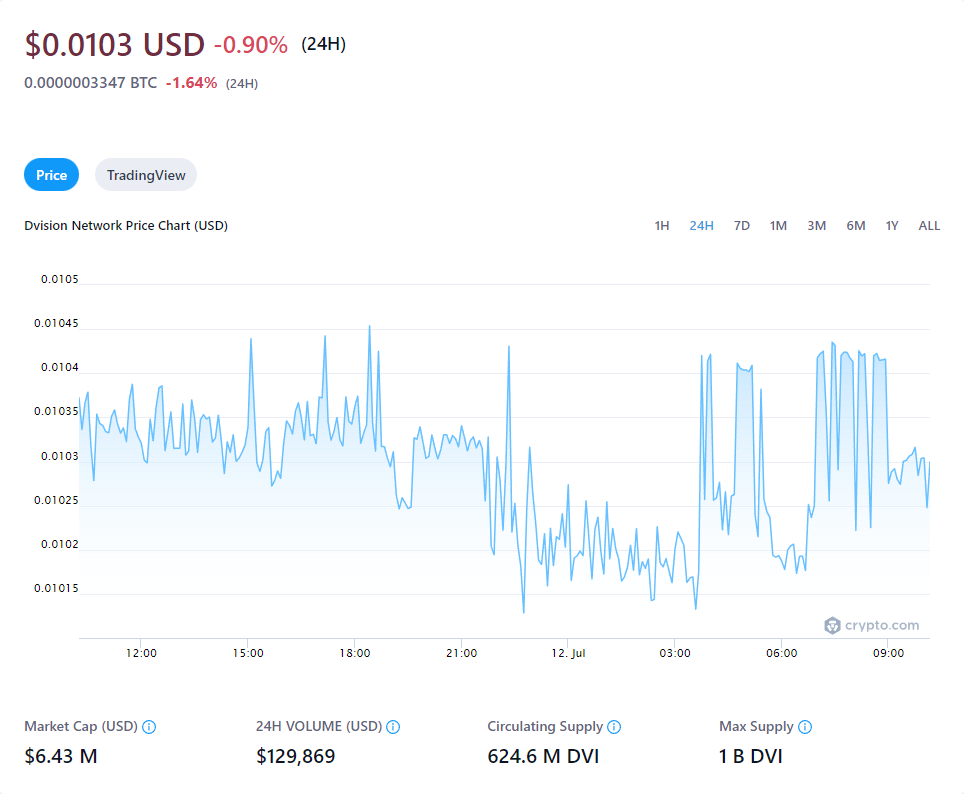 $0.0103 USD -0.90% (24H)
0.0000003347 BTC -1.64% (24H)
Price TradingView
Dvision Network Price Chart (USD) 1H 24H 7D 1M 3M 6M 1Y ALL
0.0105
0.01045
0.0104
0.01035
0.0103
0.01025
0.0102
0.01015
crypto.com
12:00 15:00 18:00 21:00 12. Jul 03:00 06:00 09:00
Market Cap (USD) 24H VOLUME (USD) Circulating Supply Max Supply
$6.43 M $129,869 624.6 M DVI 1 B DVI